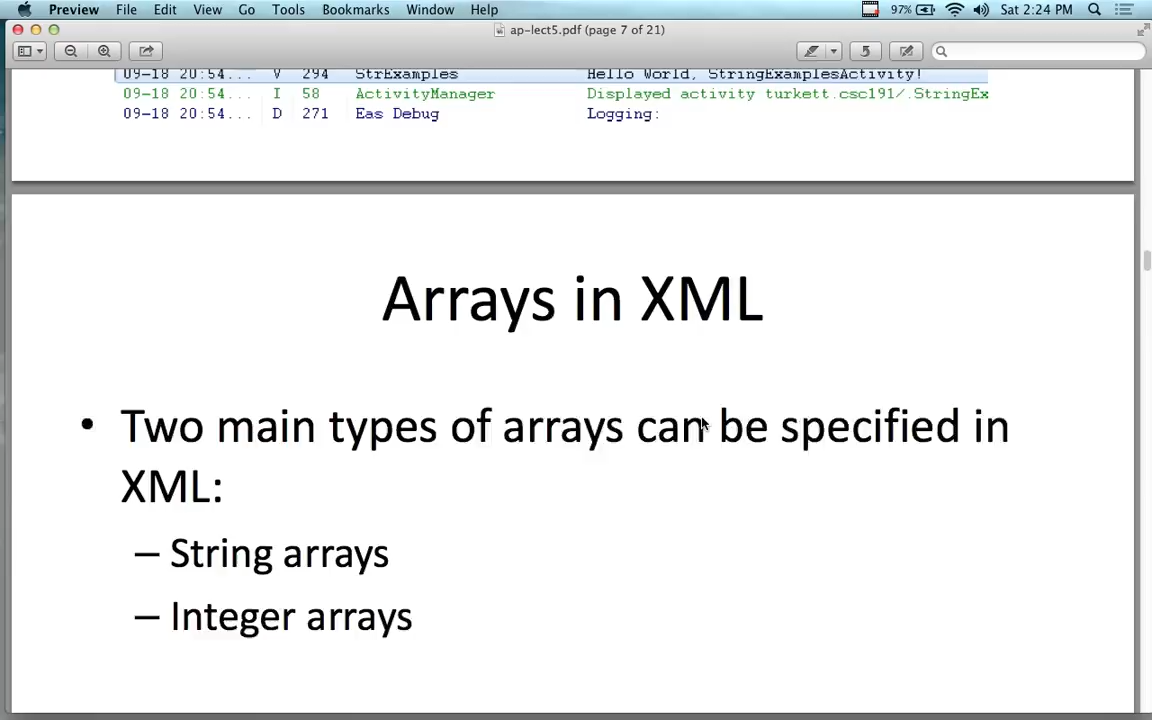 Preview File Edit View Go Tools Bookmarks Window Help 97% Sat 2:24 PM
ap-lect5.pdf (page 7 of 21)
5
09-18 20:54... V 294 StrExamples Hello World, StringExamplesActivity!
09-18 20:54... I 58 ActivityManager Displayed activity turkett.csc191/.StringEx
09-18 20:54... D 271 Eas Debug Logging:
Arrays in XML
• Two main types of arrays can be specified in
XML:
– String arrays
– Integer arrays